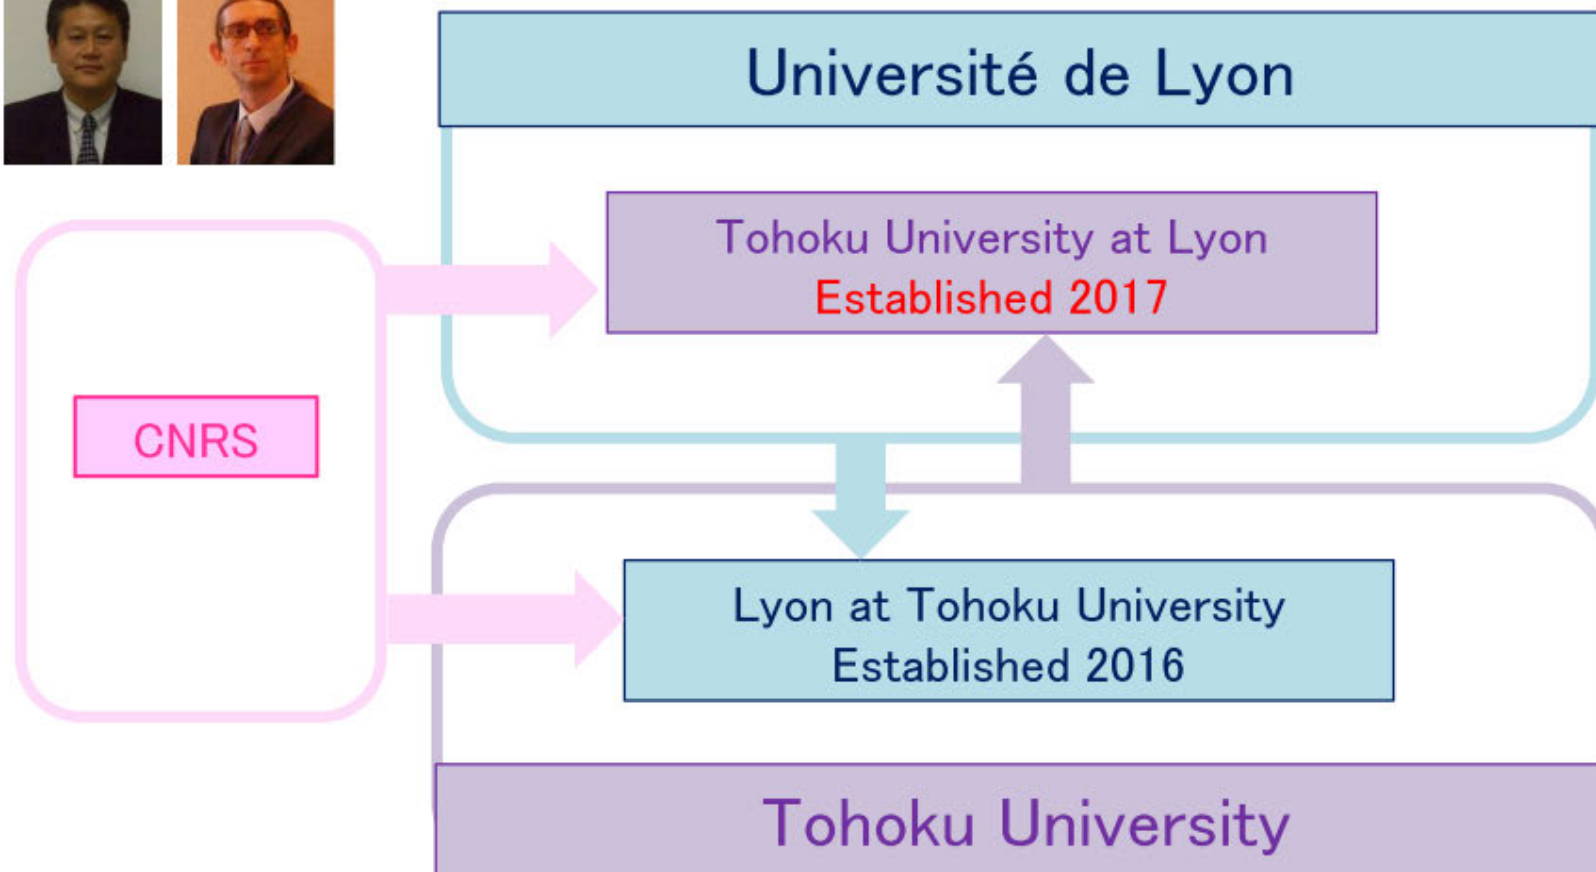 Université de Lyon
Tohoku University at Lyon
Established 2017
CNRS
Lyon at Tohoku University
Established 2016
Tohoku University